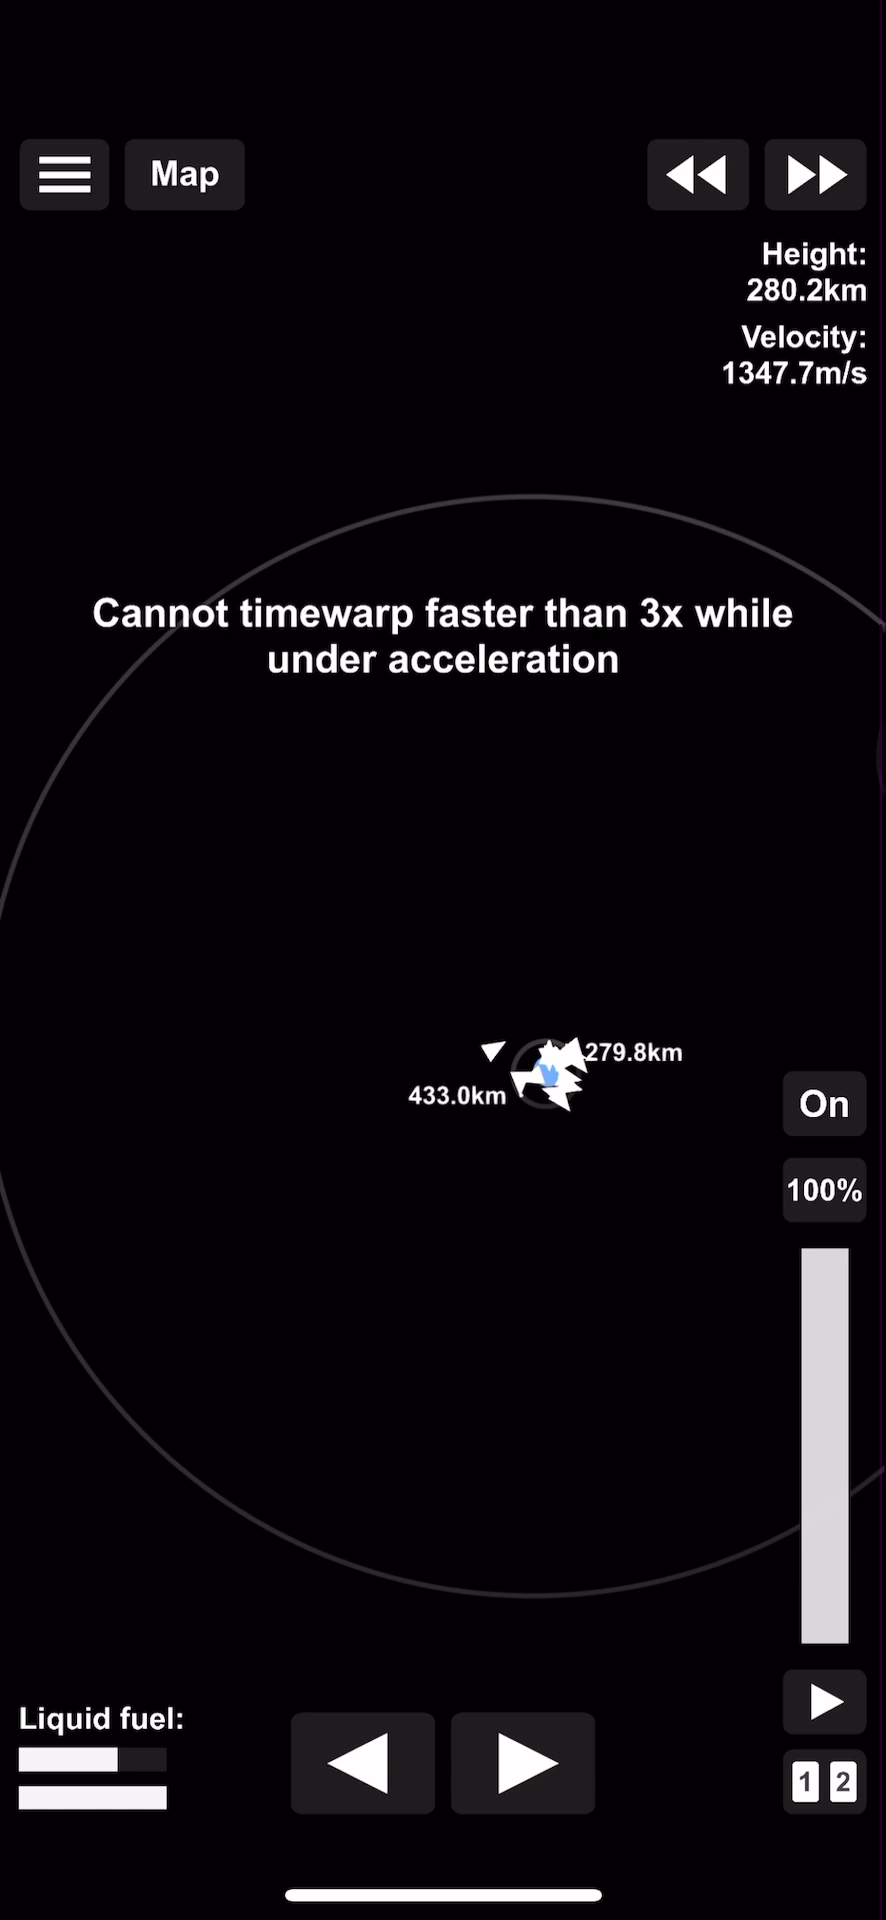 Map
Height:
280.2km
Velocity:
1347.7m/s
Cannot timewarp faster than 3x while
under acceleration
279.8km
433.0km
On
100%
Liquid fuel:
1 2